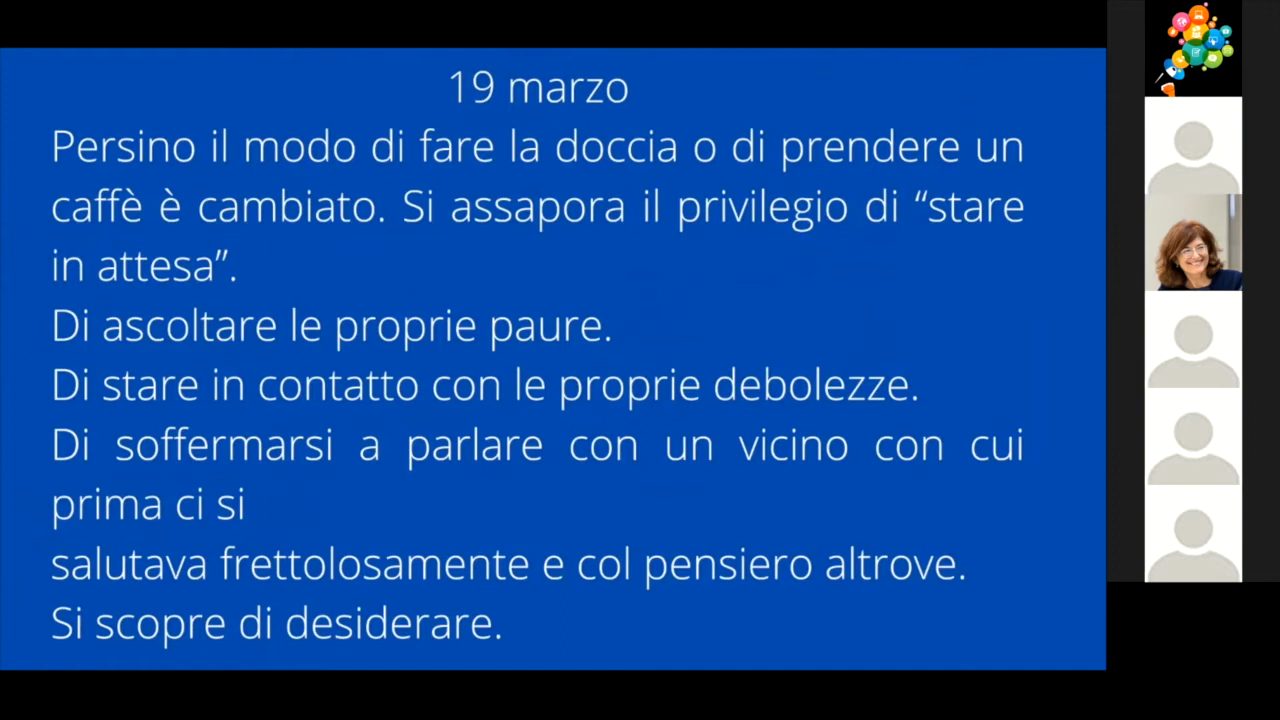 19 marzo
Persino il modo di fare la doccia o di prendere un
caffè è cambiato. Si assapora il privilegio di “stare
in attesa”.
Di ascoltare le proprie paure.
Di stare in contatto con le proprie debolezze.
Di soffermarsi a parlare con un vicino con cui
prima ci si
salutava frettolosamente e col pensiero altrove.
Si scopre di desiderare.